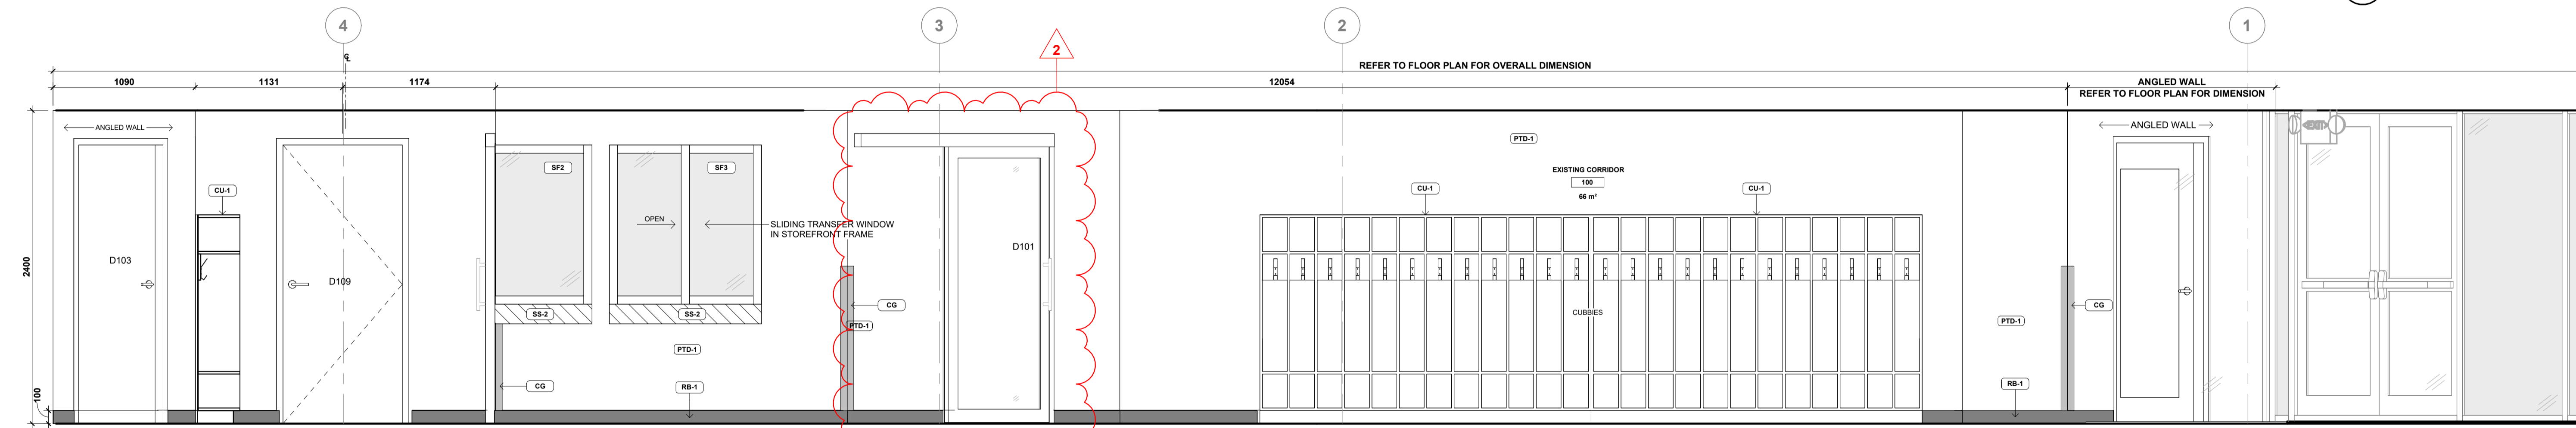 4
3
2
2
1
℄
REFER TO FLOOR PLAN FOR OVERALL DIMENSION
1090
1131
1174
12054
ANGLED WALL
REFER TO FLOOR PLAN FOR DIMENSION
ANGLED WALL
ANGLED WALL
EXIT
PTD-1
SF2
SF3
EXISTING CORRIDOR
100
66 m²
CU-1
CU-1
CU-1
OPEN
SLIDING TRANSFER WINDOW
IN STOREFRONT FRAME
D103
D109
D101
2400
CG
CG
SS-2
SS-2
CUBBIES
PTD-1
PTD-1
PTD-1
CG
RB-1
RB-1
100